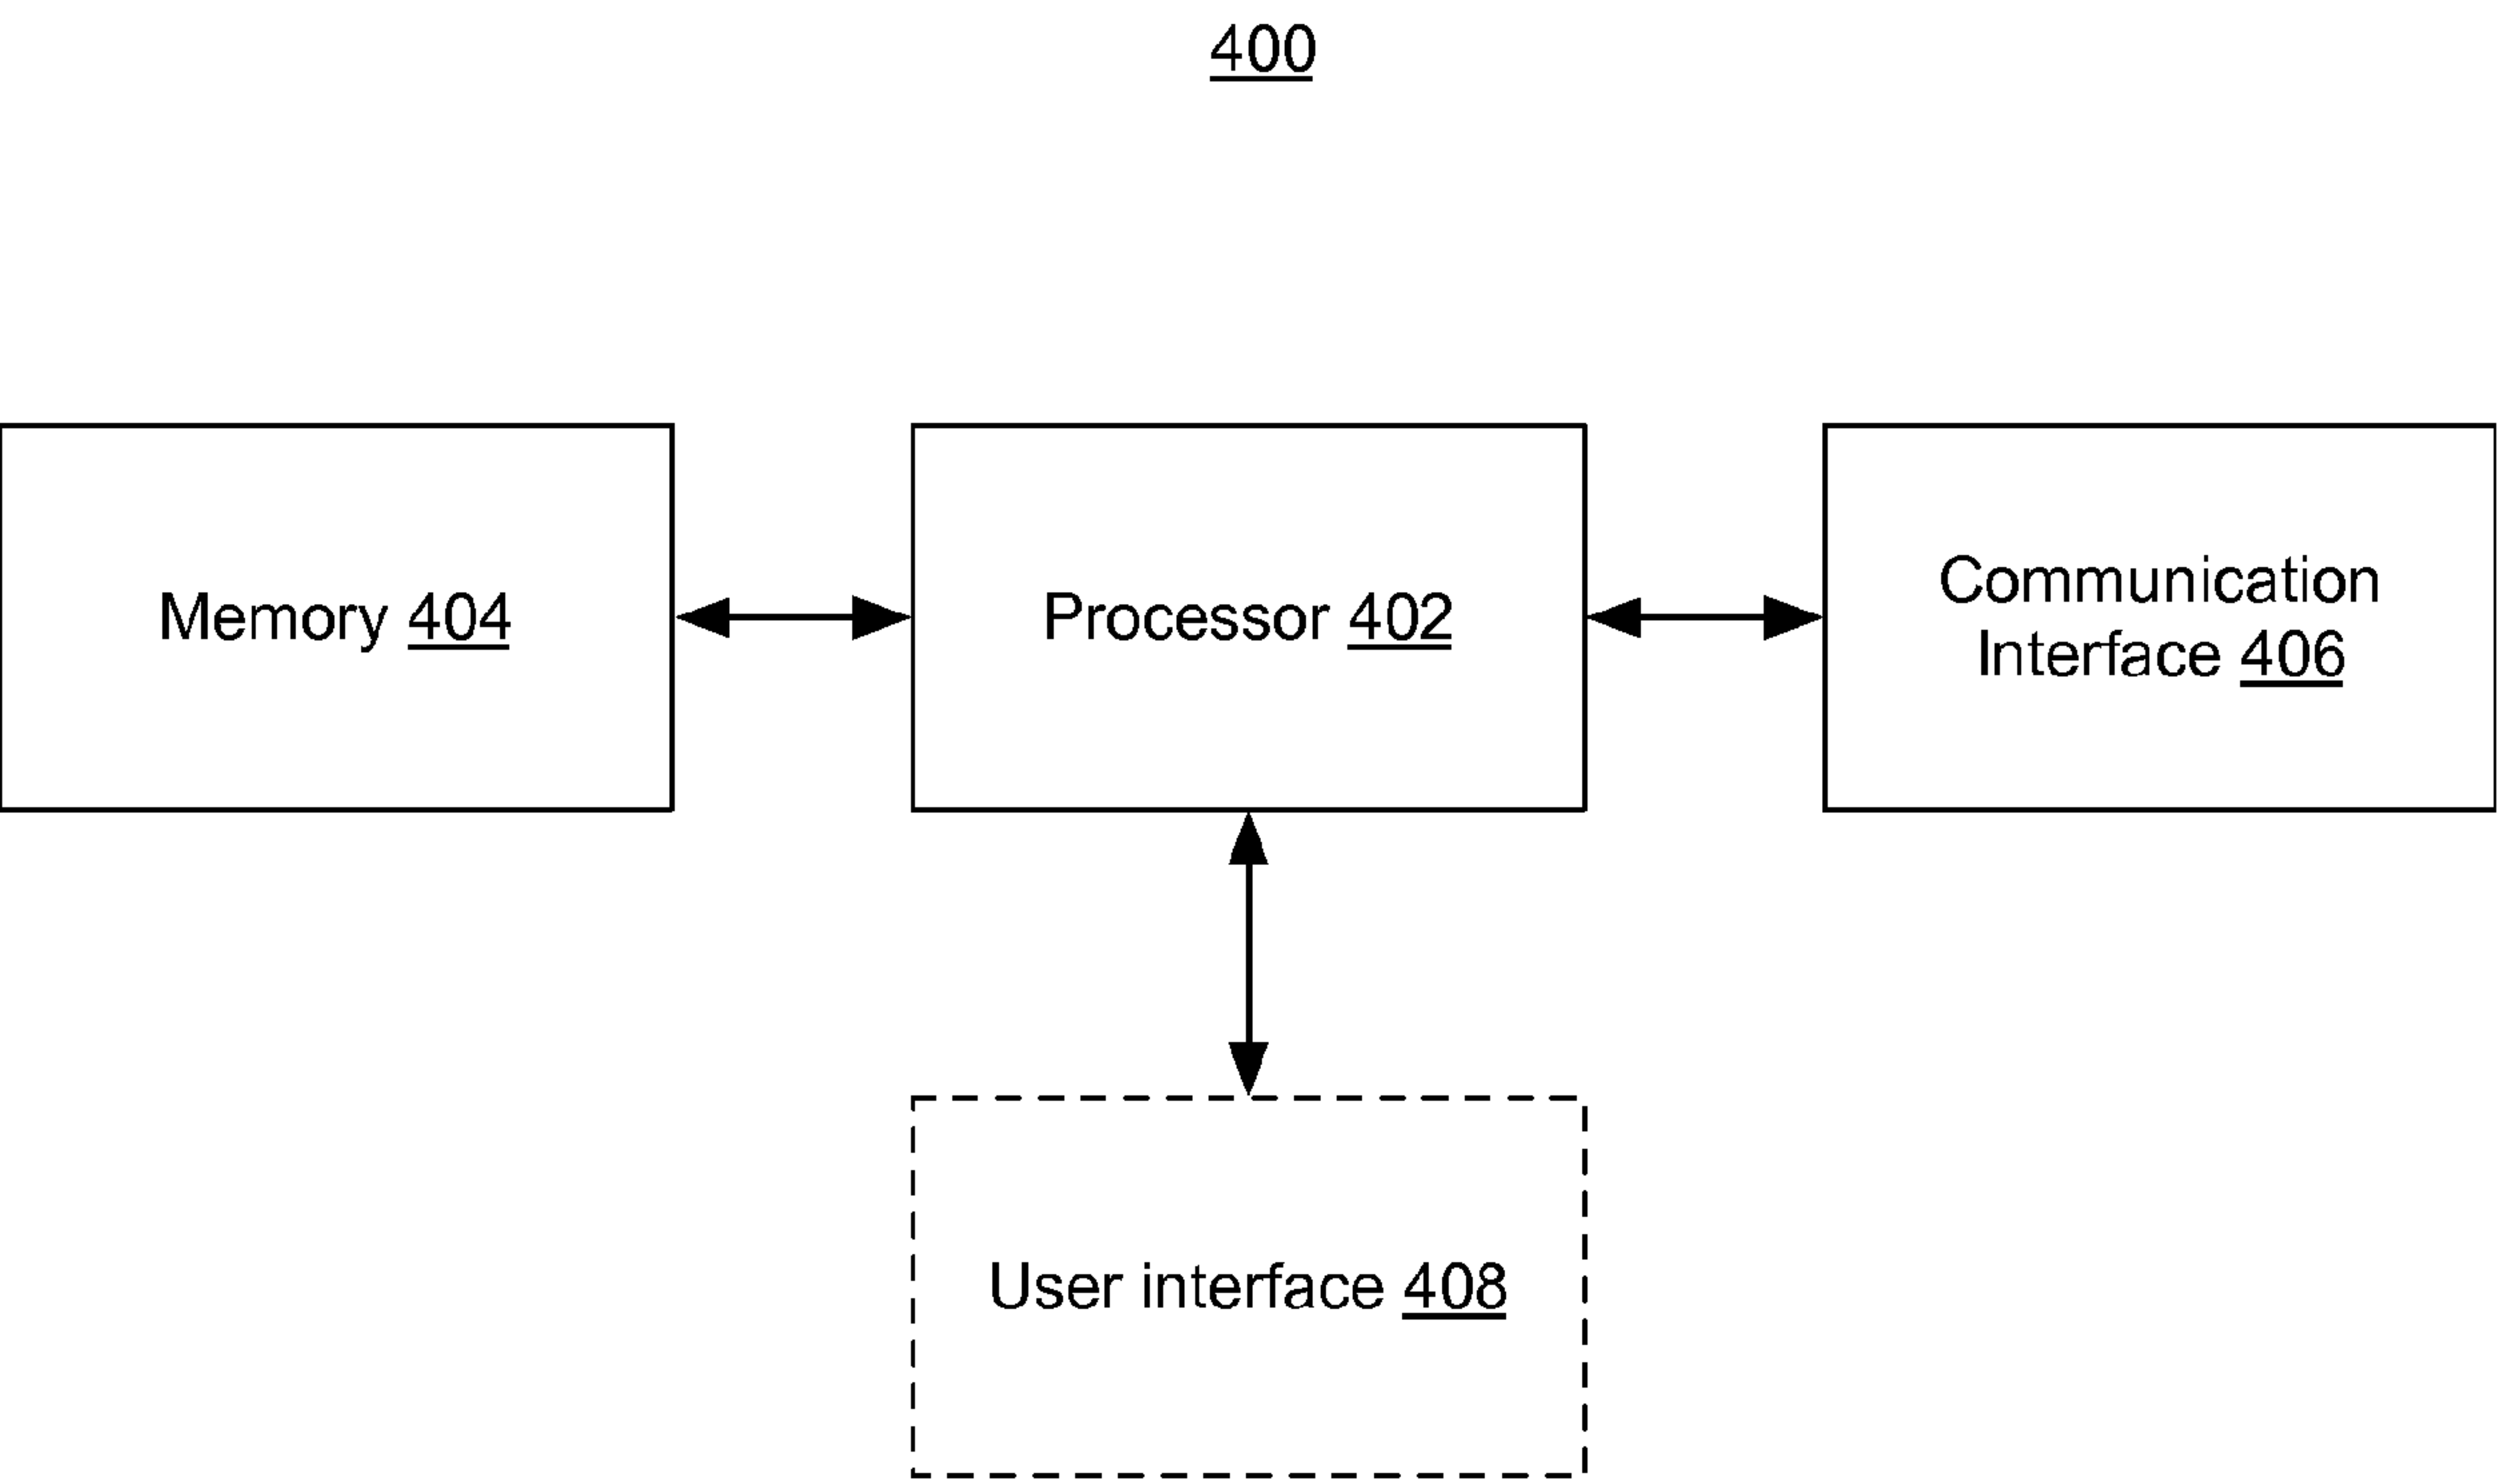 400
Memory 404
Processor 402
Communication
Interface 406
User interface 408